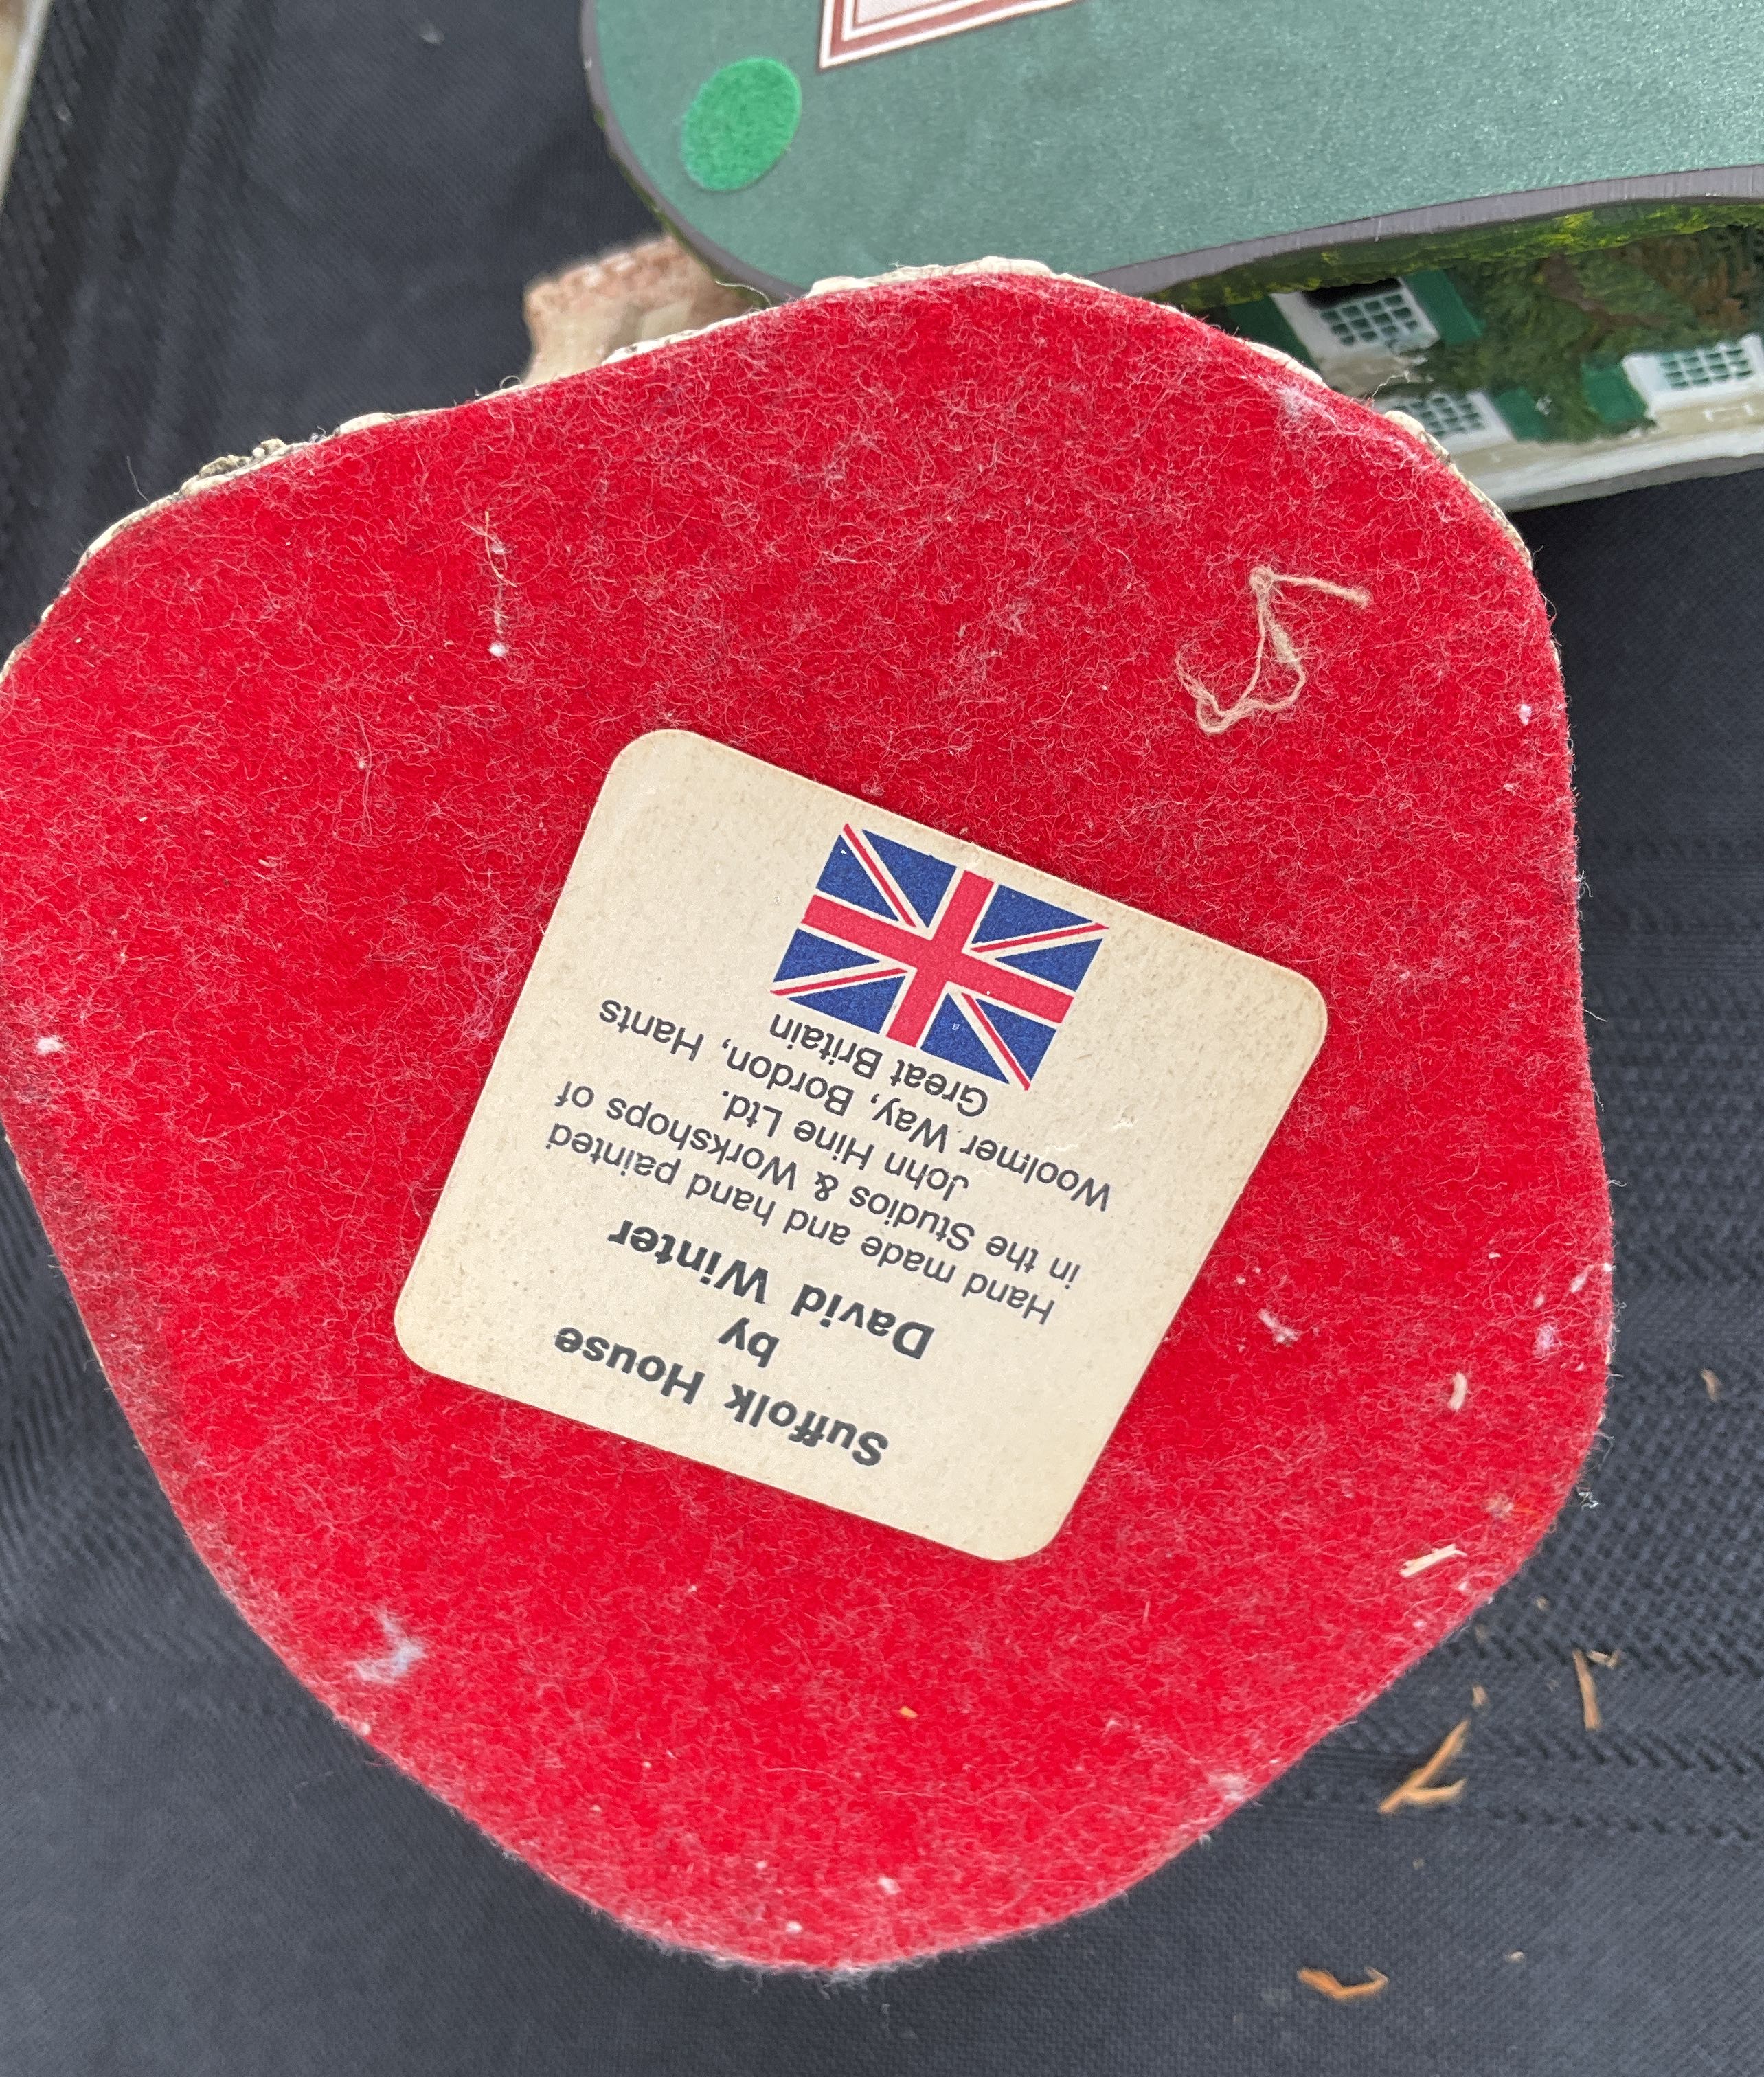 Suffolk House
by
David Winter
Hand made and hand painted
in the Studios & Workshops of
John Hine Ltd.
Woolmer Way, Bordon, Hants
Great Britain